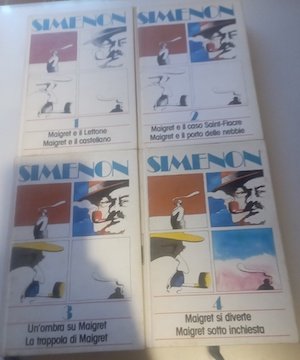 SIMENON
1
Maigret e il Lettone
Maigret e il castellano
SIMENON
2
Maigret e il caso Saint-Fiacre
Maigret e il porto delle nebbie
SIMENON
3
Un'ombra su Maigret
La trappola di Maigret
SIMENON
4
Maigret si diverte
Maigret sotto inchiesta